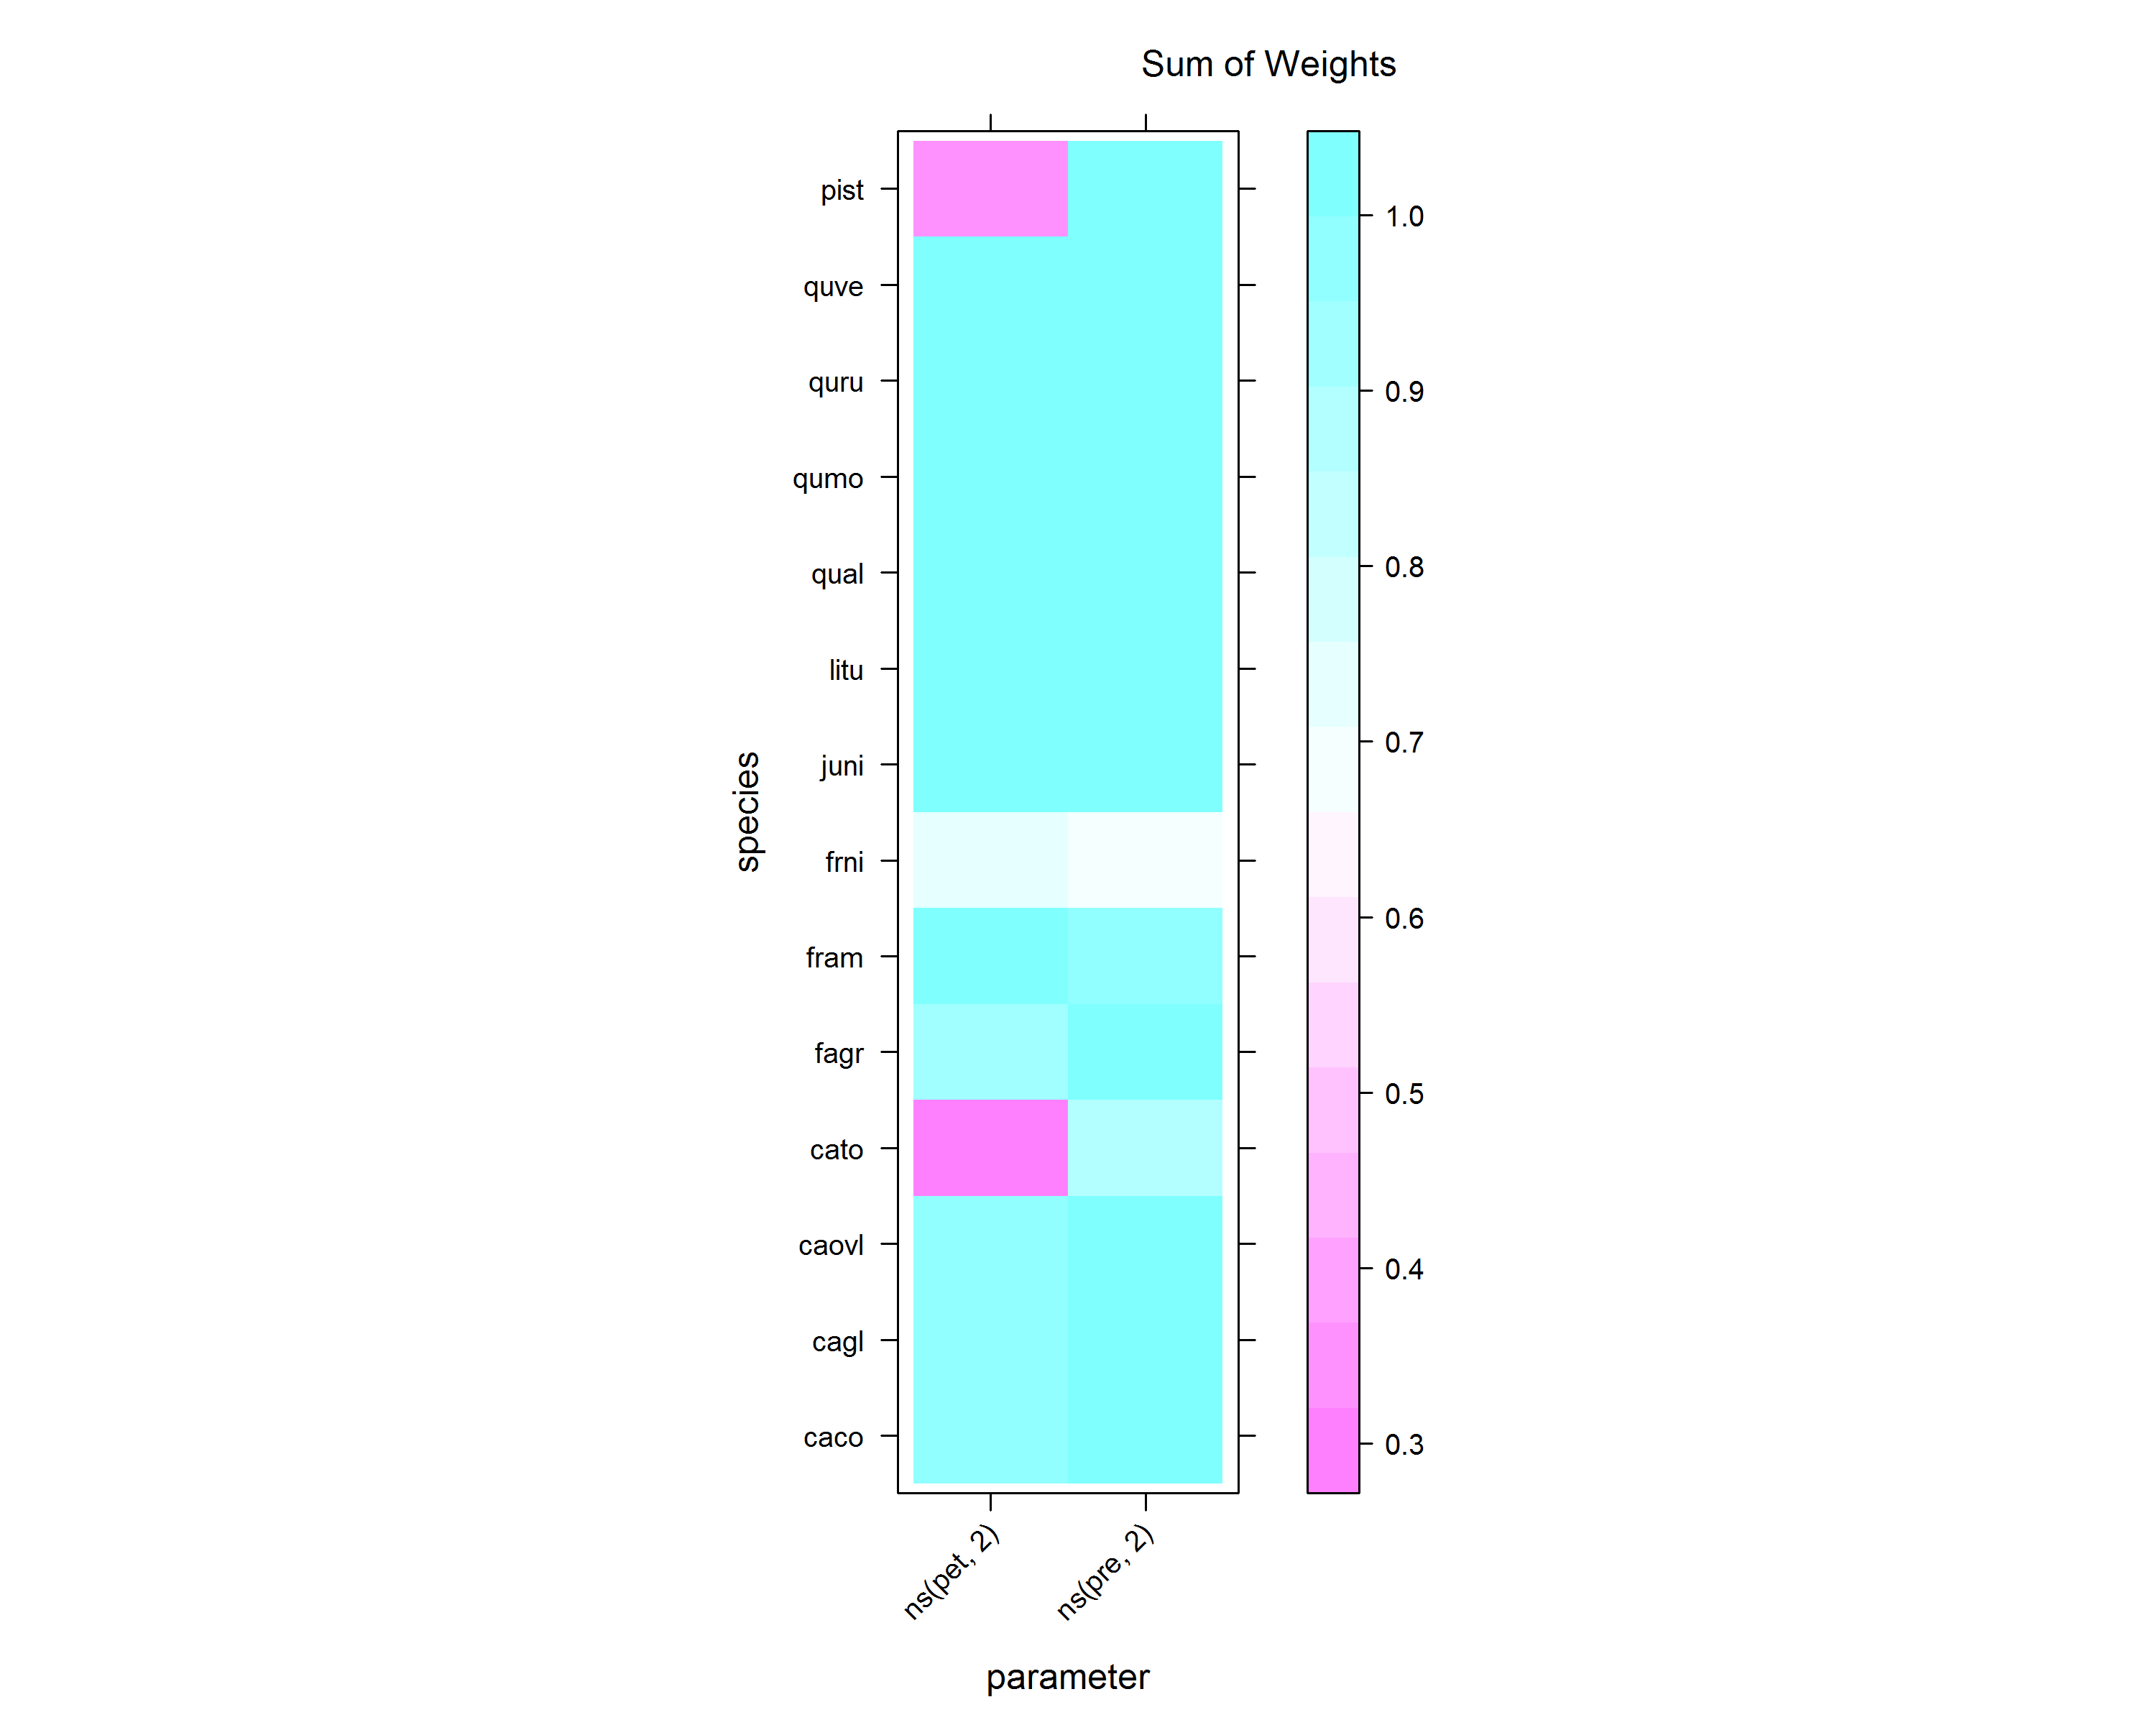 Sum of Weights
pist
quve
quru
qumo
qual
litu
juni
frni
fram
fagr
cato
caovl
cagl
caco
species
1.0
0.9
0.8
0.7
0.6
0.5
0.4
0.3
ns(pet, 2)
ns(pre, 2)
parameter